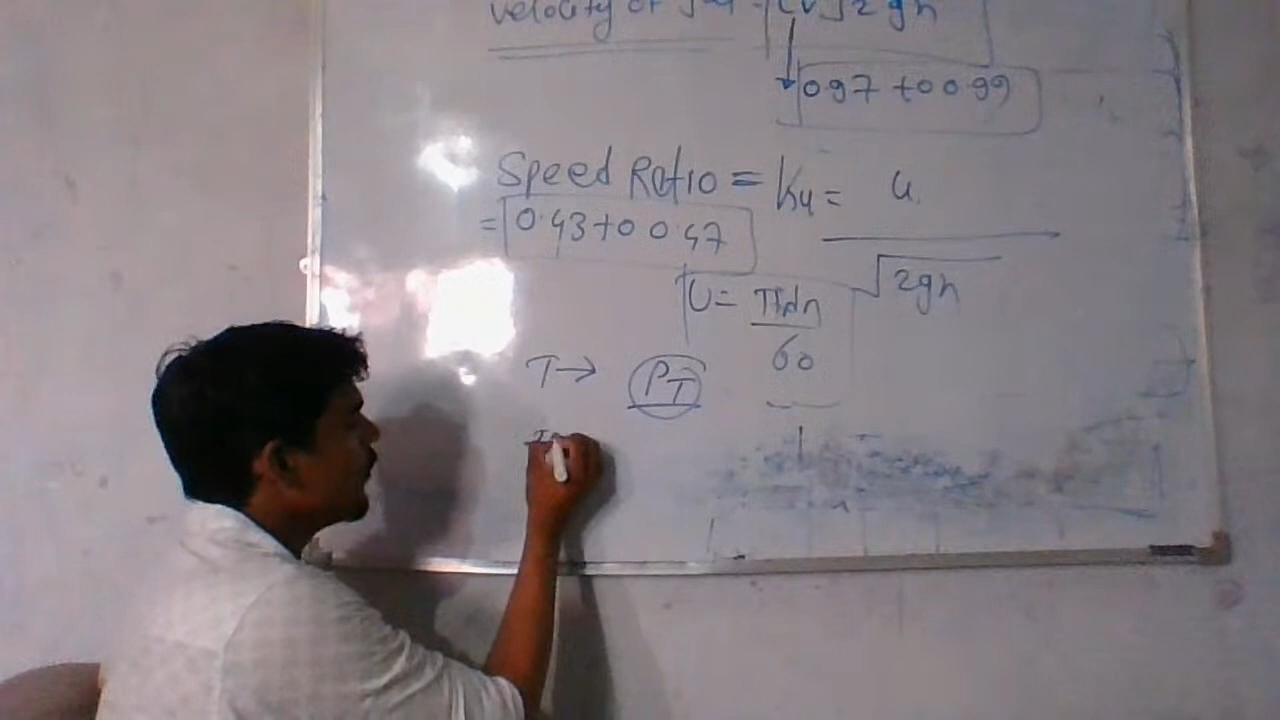 velocity of Jet = Cv √2gh
0.97 to 0.99
Speed Ratio = Ku = u / √2gh
= 0.43 to 0.47
U = πdn / 60
T → PT